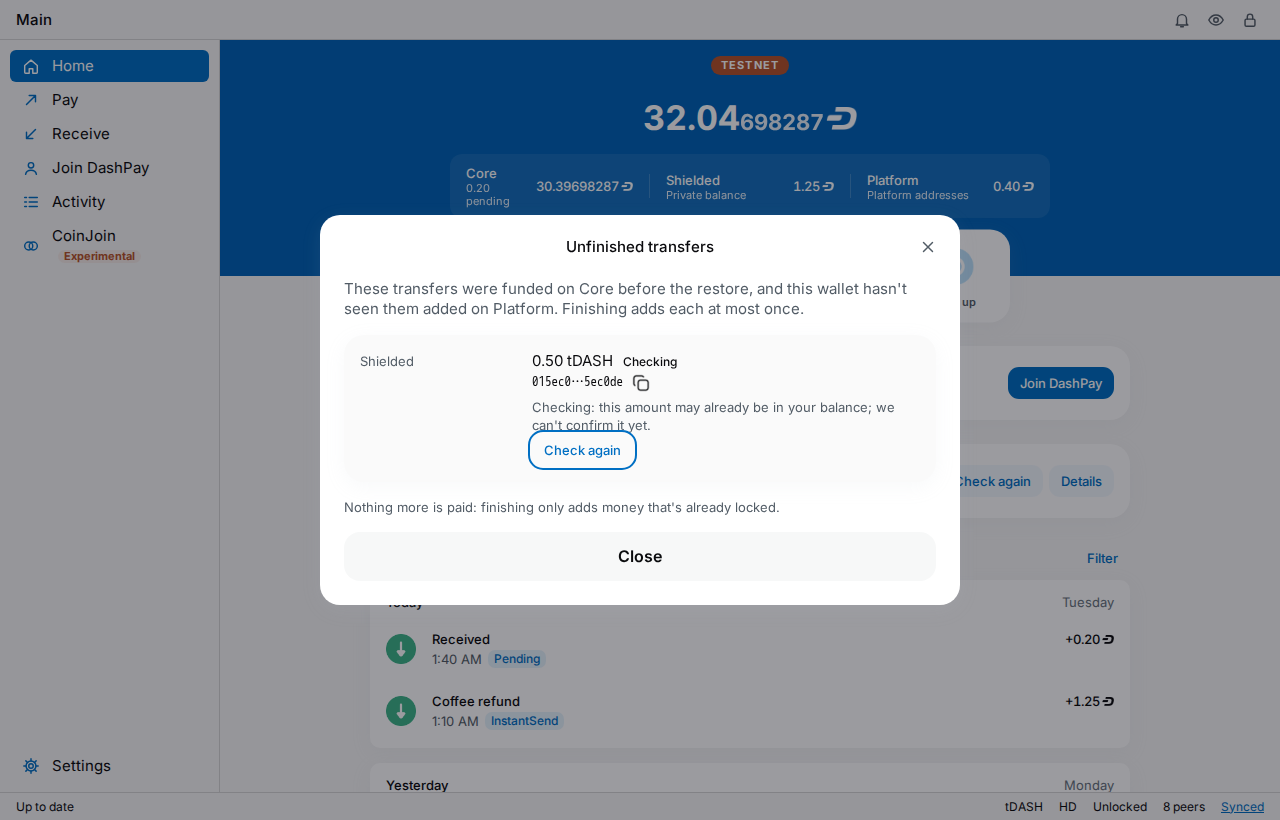 Main
Home
Pay
Receive
Join DashPay
Activity
CoinJoin
Experimental
Settings
TESTNET
32.04698287
Core
0.20
pending
30.39698287
Shielded
Private balance
1.25
Platform
Platform addresses
0.40
up
Join DashPay
Unfinished transfers
These transfers were funded on Core before the restore, and this wallet hasn't
seen them added on Platform. Finishing adds each at most once.
Shielded
0.50 tDASH Checking
015ec0···5ec0de
Checking: this amount may already be in your balance; we
can't confirm it yet.
Check again
Nothing more is paid: finishing only adds money that's already locked.
Close
Check again
Details
Filter
Today
Tuesday
Received
+0.20
1:40 AM Pending
Coffee refund
+1.25
1:10 AM InstantSend
Yesterday
Monday
Up to date
tDASH HD Unlocked 8 peers Synced